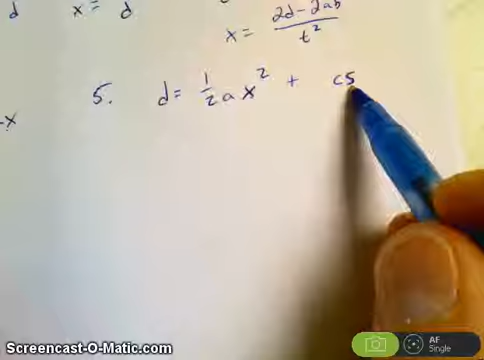 d
x = d
x = (2d - 2ab)/t²
-x
5. d = 1/2 a x² + cs
AF
Single
Screencast-O-Matic.com